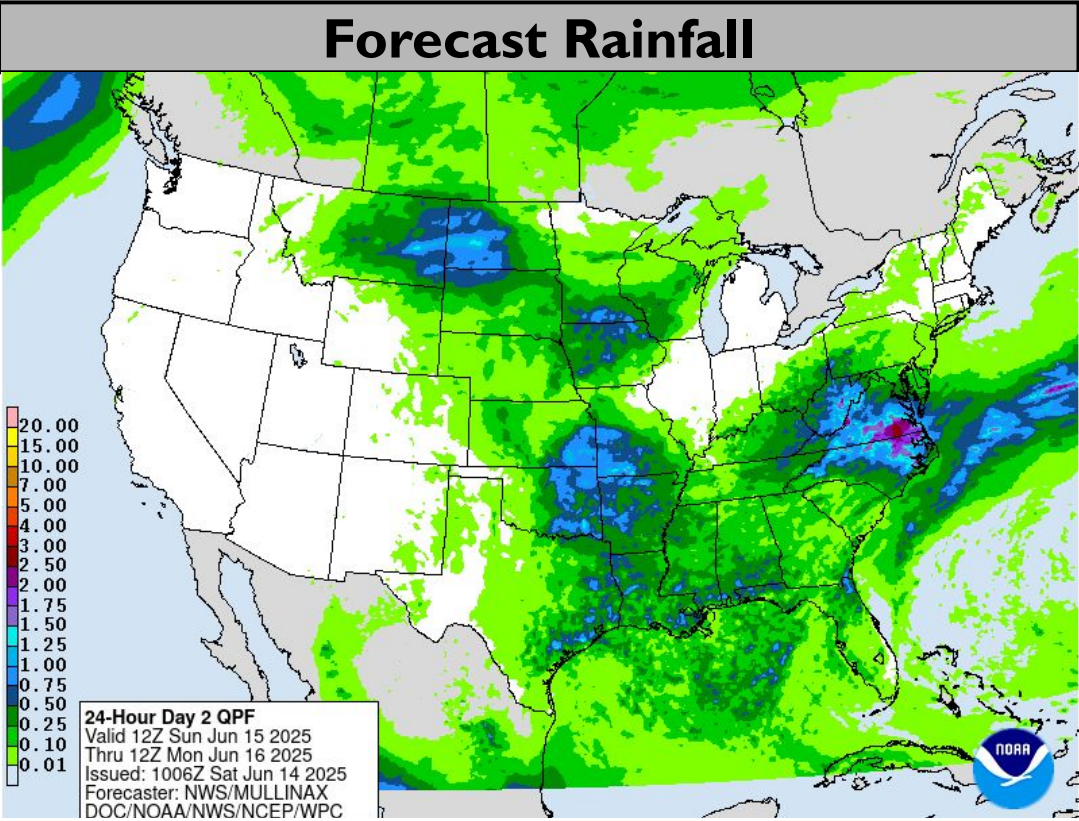 Forecast Rainfall
20.00
15.00
10.00
7.00
5.00
4.00
3.00
2.50
2.00
1.75
1.50
1.25
1.00
0.75
0.50
0.25
0.10
0.01
24-Hour Day 2 QPF
Valid 12Z Sun Jun 15 2025
Thru 12Z Mon Jun 16 2025
Issued: 1006Z Sat Jun 14 2025
Forecaster: NWS/MULLINAX
DOC/NOAA/NWS/NCEP/WPC
NOAA